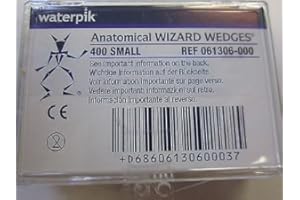 waterpik
Anatomical WIZARD WEDGES®
400 SMALL REF 061306-000
See important information on the back.
Wichtige Information auf der Rückseite.
Voir information importante sur verso.
Vedere importanti informazioni sul retro.
Importante información al reverso.
CE
+D68606130600037